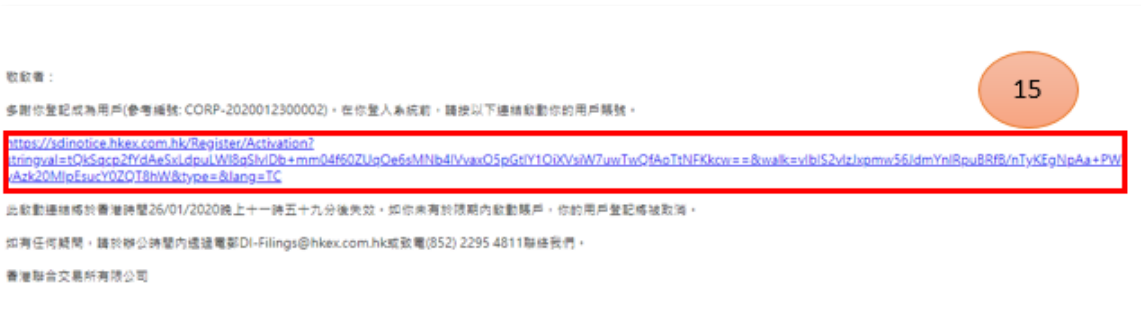 敬啟者：
15
多謝你登記成為用戶(參考編號: CORP-2020012300002)。在你登入系統前，請按以下連結啟動你的用戶賬號。
https://sdinotice.hkex.com.hk/Register/Activation?
此啟動連結將於香港時間26/01/2020晚上十一時五十九分後失效。如你未有於限期內啟動賬戶，你的用戶登記將被取消。
如有任何疑問，請於辦公時間內透過電郵DI-Filings@hkex.com.hk或致電(852) 2295 4811聯絡我們。
香港聯合交易所有限公司